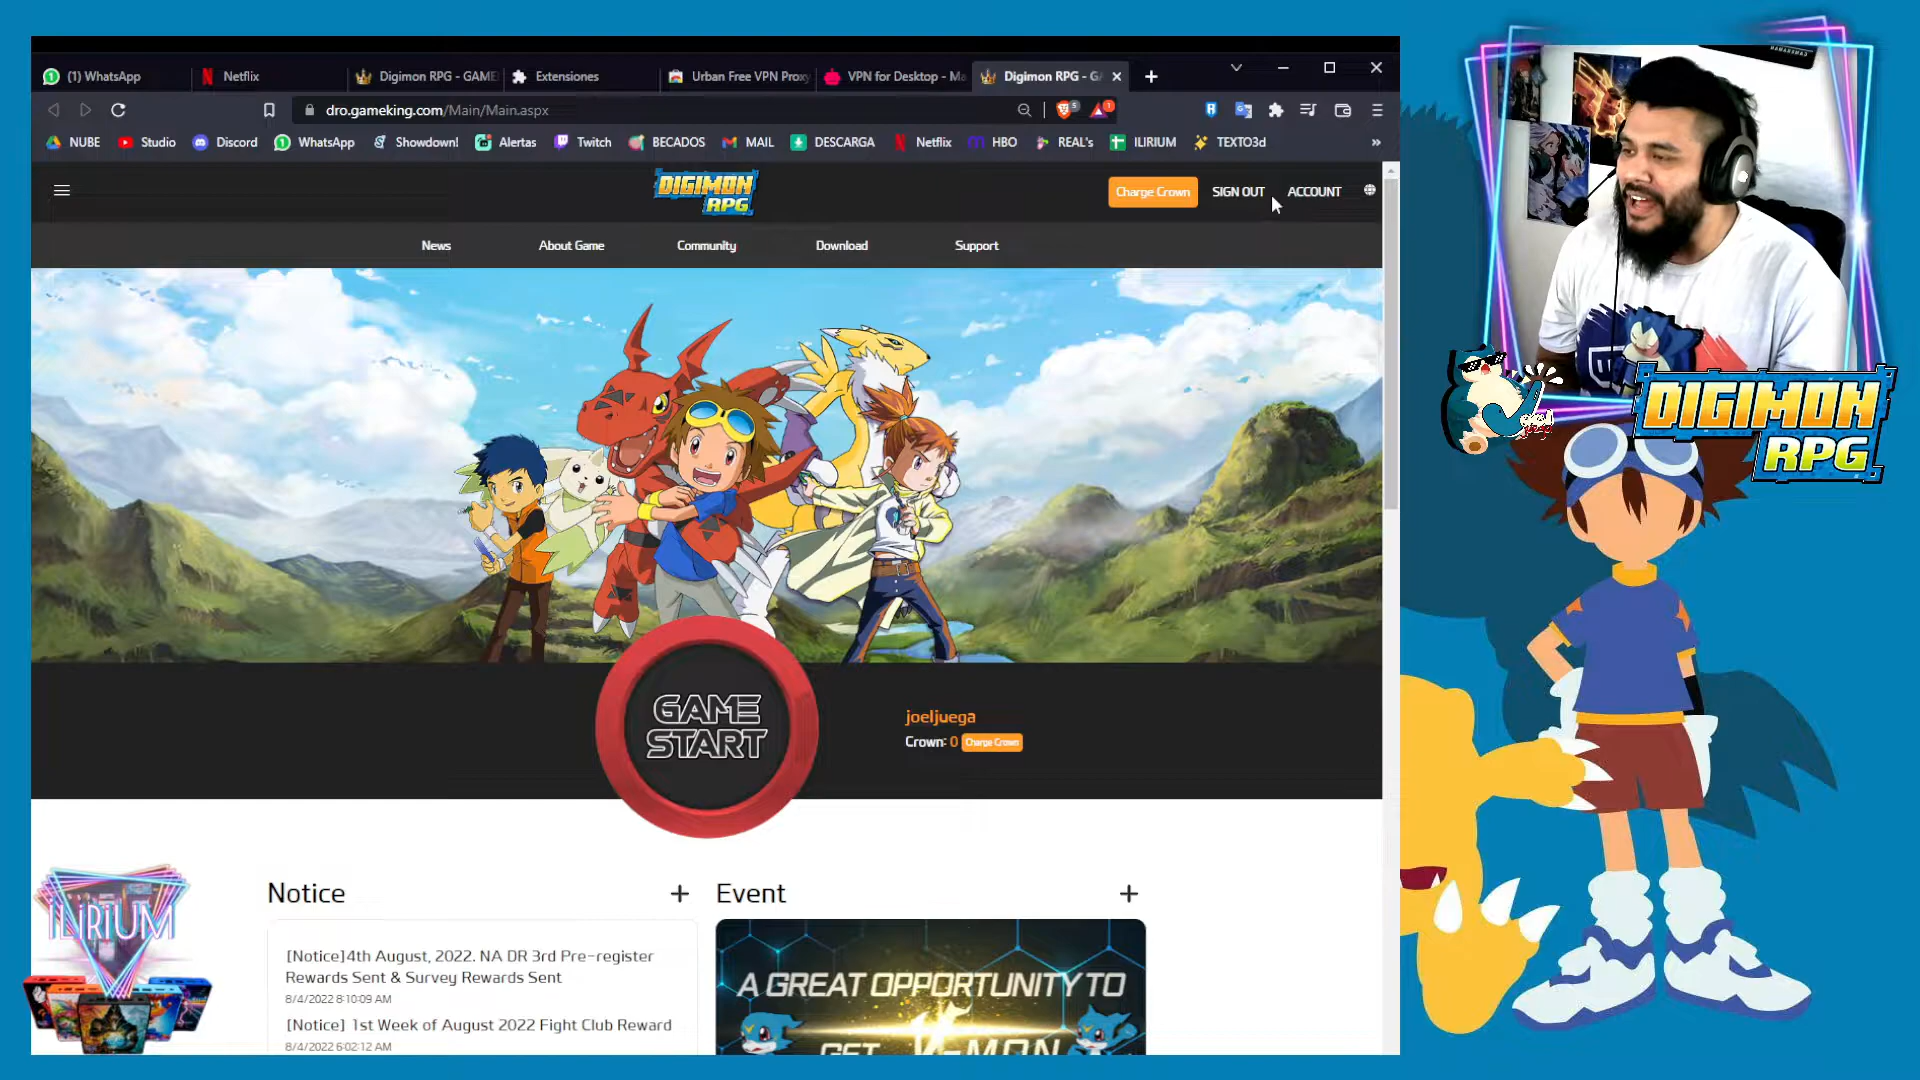 (1) WhatsApp
Netflix
Digimon RPG - GAME
Extensiones
Urban Free VPN Proxy
VPN for Desktop - Ma
Digimon RPG - GA
dro.gameking.com/Main/Main.aspx
5
1
NUBE
Studio
Discord
WhatsApp
Showdown!
Alertas
Twitch
BECADOS
MAIL
DESCARGA
Netflix
HBO
REAL's
ILIRIUM
TEXTO3d
DIGIMON
RPG
Charge Crown
SIGN OUT
ACCOUNT
News
About Game
Community
Download
Support
GAME
START
joeljuega
Crown: 0 Charge Crown
Notice +
[Notice]4th August, 2022. NA DR 3rd Pre-register
Rewards Sent & Survey Rewards Sent
8/4/2022 8:10:09 AM
[Notice] 1st Week of August 2022 Fight Club Reward
8/4/2022 6:02:12 AM
Event +
A GREAT OPPORTUNITY TO
GET V-MON
ILIRIUM
DIGIMON
RPG